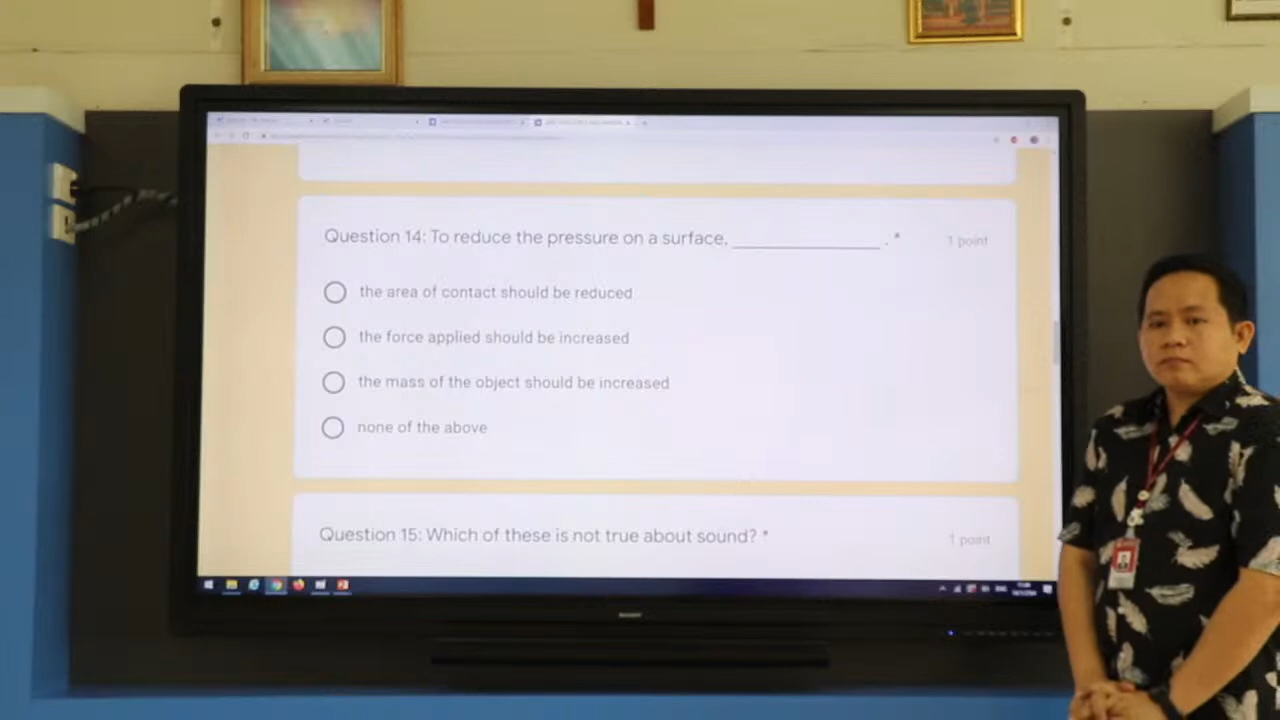 Question 14: To reduce the pressure on a surface, ______________ . * 1 point
the area of contact should be reduced
the force applied should be increased
the mass of the object should be increased
none of the above
Question 15: Which of these is not true about sound? * 1 point